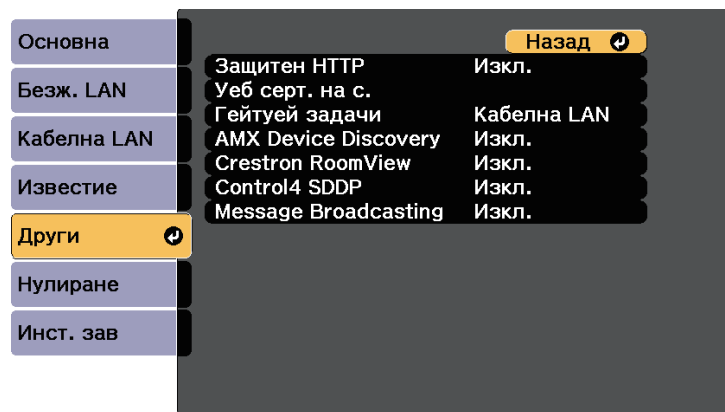 Основна
Безж. LAN
Кабелна LAN
Известие
Други
Нулиране
Инст. зав
Назад
Защитен HTTP Изкл.
Уеб серт. на с.
Гейтуей задачи Кабелна LAN
AMX Device Discovery Изкл.
Crestron RoomView Изкл.
Control4 SDDP Изкл.
Message Broadcasting Изкл.